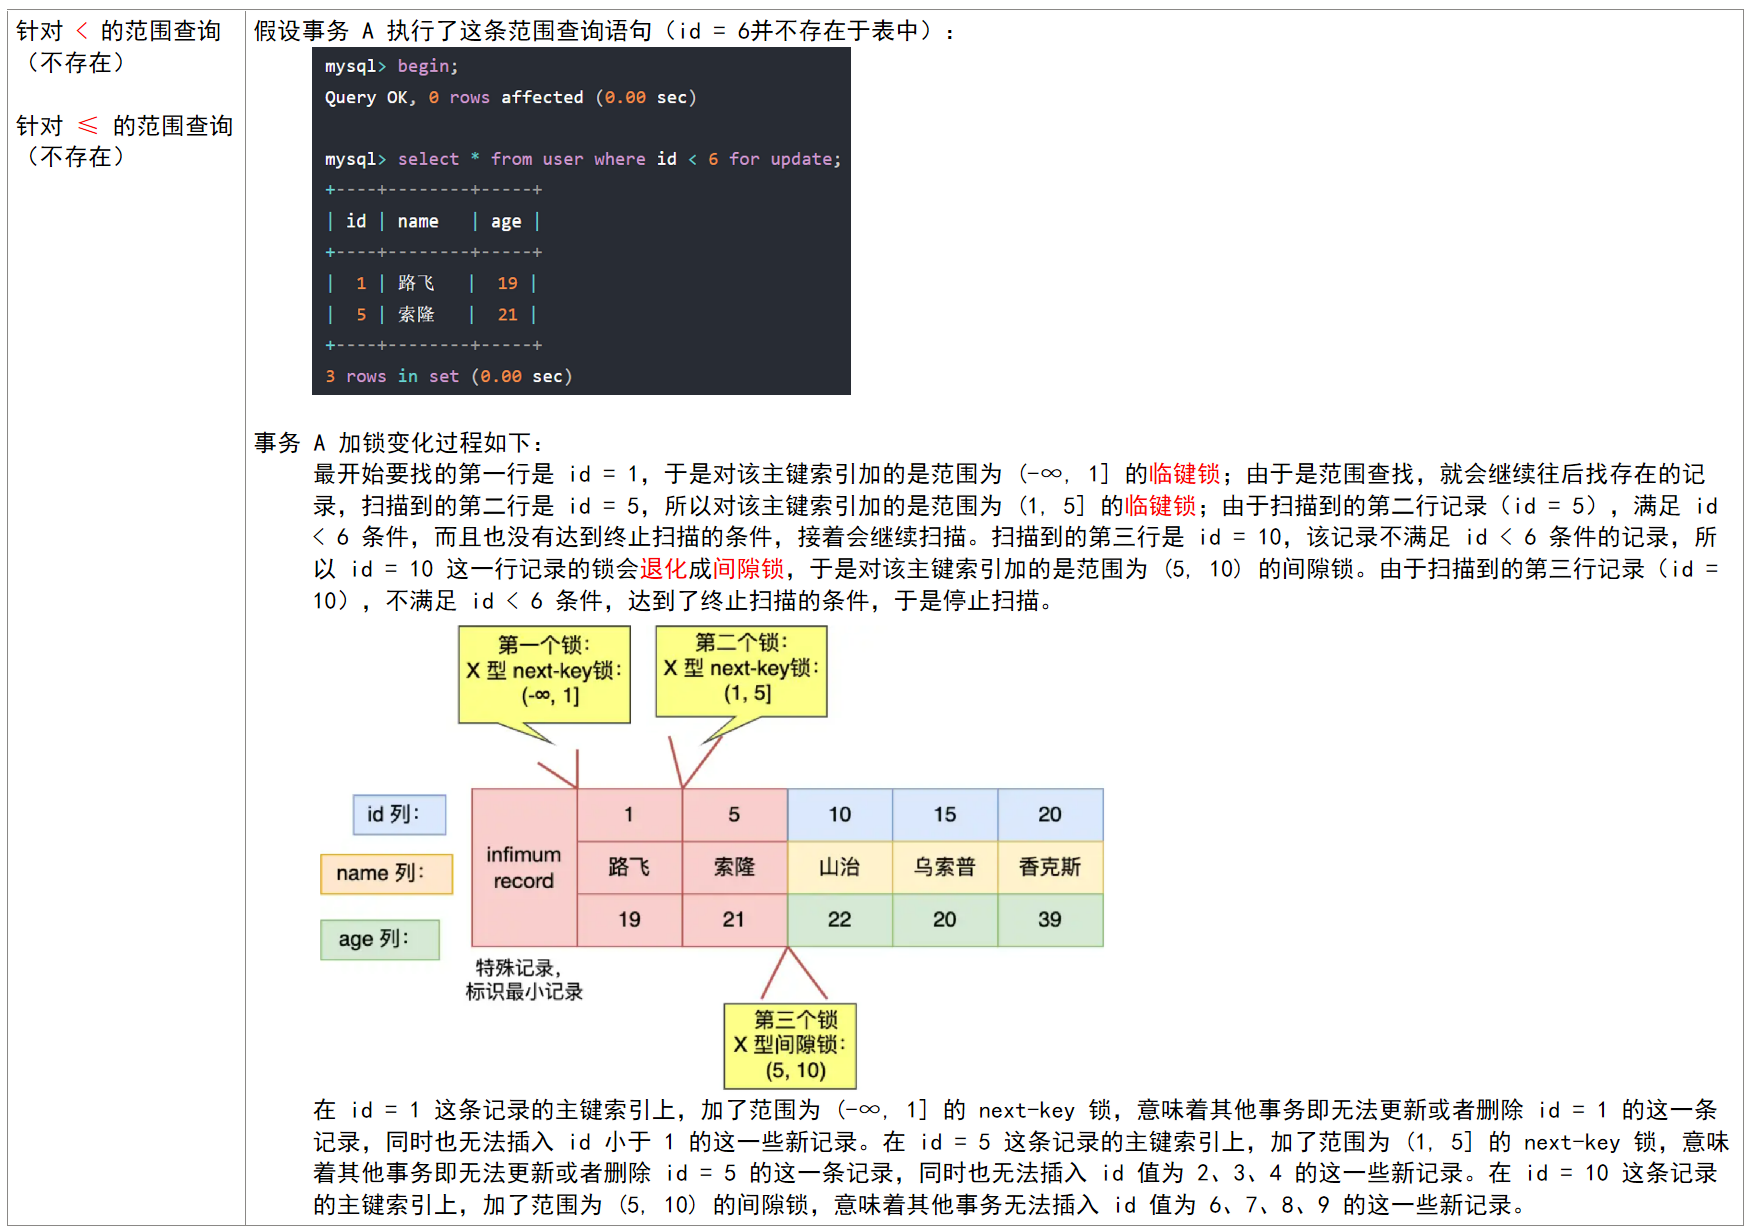 针对 < 的范围查询
（不存在）
针对 ≤ 的范围查询
（不存在）
假设事务 A 执行了这条范围查询语句（id = 6并不存在于表中）：
mysql> begin;
Query OK, 0 rows affected (0.00 sec)
mysql> select * from user where id < 6 for update;
+----+--------+-----+
| id | name   | age |
+----+--------+-----+
|  1 | 路飞   |  19 |
|  5 | 索隆   |  21 |
+----+--------+-----+
3 rows in set (0.00 sec)
事务 A 加锁变化过程如下：
最开始要找的第一行是 id = 1，于是对该主键索引加的是范围为 (-∞, 1] 的临键锁；由于是范围查找，就会继续往后找存在的记
录，扫描到的第二行是 id = 5，所以对该主键索引加的是范围为 (1, 5] 的临键锁；由于扫描到的第二行记录（id = 5），满足 id
< 6 条件，而且也没有达到终止扫描的条件，接着会继续扫描。扫描到的第三行是 id = 10，该记录不满足 id < 6 条件的记录，所
以 id = 10 这一行记录的锁会退化成间隙锁，于是对该主键索引加的是范围为 (5, 10) 的间隙锁。由于扫描到的第三行记录（id =
10），不满足 id < 6 条件，达到了终止扫描的条件，于是停止扫描。
第一个锁：
X 型 next-key锁：
(-∞, 1]
第二个锁：
X 型 next-key锁：
(1, 5]
id 列：
name 列：
age 列：
infimum
record
1 5 10 15 20
路飞 索隆 山治 乌索普 香克斯
19 21 22 20 39
特殊记录，
标识最小记录
第三个锁
X 型间隙锁：
(5, 10)
在 id = 1 这条记录的主键索引上，加了范围为 (-∞, 1] 的 next-key 锁，意味着其他事务即无法更新或者删除 id = 1 的这一条
记录，同时也无法插入 id 小于 1 的这一些新记录。在 id = 5 这条记录的主键索引上，加了范围为 (1, 5] 的 next-key 锁，意味
着其他事务即无法更新或者删除 id = 5 的这一条记录，同时也无法插入 id 值为 2、3、4 的这一些新记录。在 id = 10 这条记录
的主键索引上，加了范围为 (5, 10) 的间隙锁，意味着其他事务无法插入 id 值为 6、7、8、9 的这一些新记录。